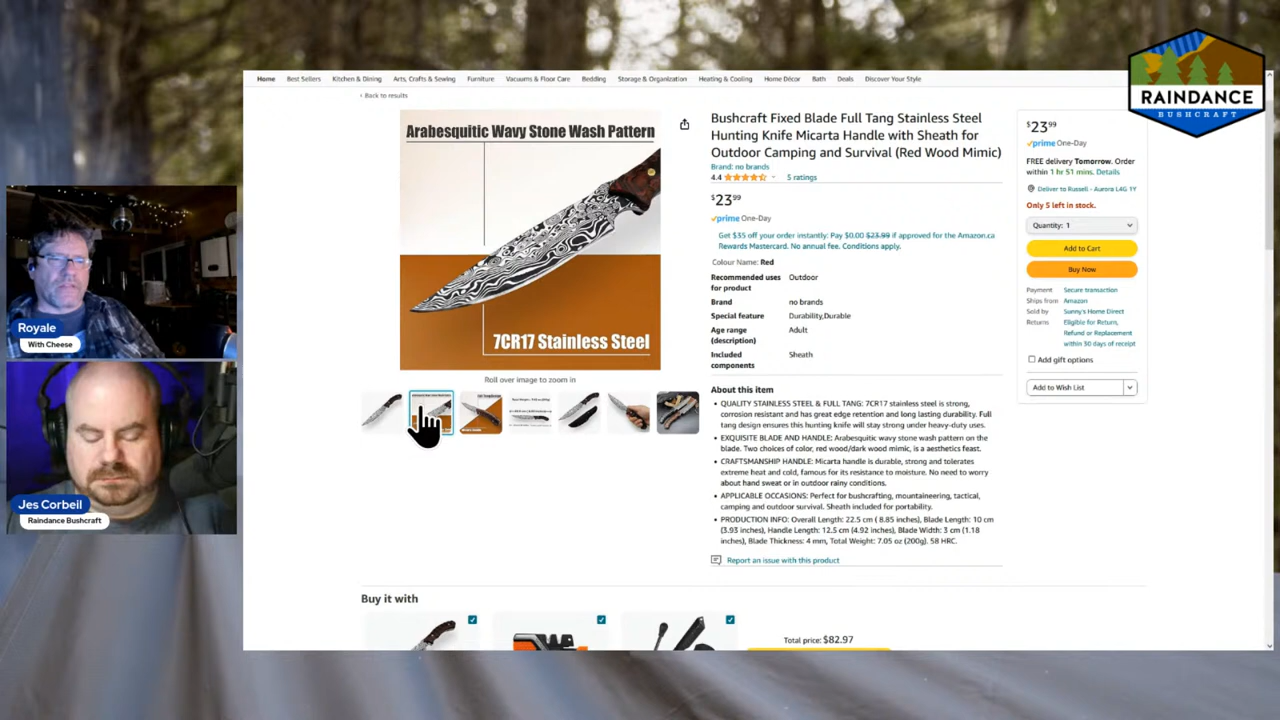 Home Best Sellers Kitchen & Dining Arts, Crafts & Sewing Furniture Vacuums & Floor Care Bedding Storage & Organization Heating & Cooling Home Décor Bath Deals Discover Your Style
‹ Back to results
RAINDANCE
BUSHCRAFT
Arabesquitic Wavy Stone Wash Pattern
7CR17 Stainless Steel
Roll over image to zoom in
Bushcraft Fixed Blade Full Tang Stainless Steel
Hunting Knife Micarta Handle with Sheath for
Outdoor Camping and Survival (Red Wood Mimic)
Brand: no brands
4.4 5 ratings
$2399
prime One-Day
Get $35 off your order instantly: Pay $0.00 $23.99 if approved for the Amazon.ca
Rewards Mastercard. No annual fee. Conditions apply.
Colour Name: Red
Recommended uses for product Outdoor
Brand no brands
Special feature Durability,Durable
Age range (description) Adult
Included components Sheath
About this item
• QUALITY STAINLESS STEEL & FULL TANG: 7CR17 stainless steel is strong,
corrosion resistant and has great edge retention and long lasting durability. Full
tang design ensures this hunting knife will stay strong under heavy-duty uses.
• EXQUISITE BLADE AND HANDLE: Arabesquitic wavy stone wash pattern on the
blade. Two choices of color, red wood/dark wood mimic, is a aesthetics feast.
• CRAFTSMANSHIP HANDLE: Micarta handle is durable, strong and tolerates
extreme heat and cold, famous for its resistance to moisture. No need to worry
about hand sweat or in outdoor rainy conditions.
• APPLICABLE OCCASIONS: Perfect for bushcrafting, mountaineering, tactical,
camping and outdoor survival. Sheath included for portability.
• PRODUCTION INFO: Overall Length: 22.5 cm ( 8.85 inches), Blade Length: 10 cm
(3.93 inches), Handle Length: 12.5 cm (4.92 inches), Blade Width: 3 cm (1.18
inches), Blade Thickness: 4 mm, Total Weight: 7.05 oz (200g). 58 HRC.
Report an issue with this product
$2399
prime One-Day
FREE delivery Tomorrow. Order
within 1 hr 51 mins. Details
Deliver to Russell - Aurora L4G 1Y
Only 5 left in stock.
Quantity: 1
Add to Cart
Buy Now
Payment Secure transaction
Ships from Amazon
Sold by Sunny's Home Direct
Returns Eligible for Return,
Refund or Replacement
within 30 days of receipt
Add gift options
Add to Wish List
Buy it with
Total price: $82.97
Royale
With Cheese
Jes Corbeil
Raindance Bushcraft